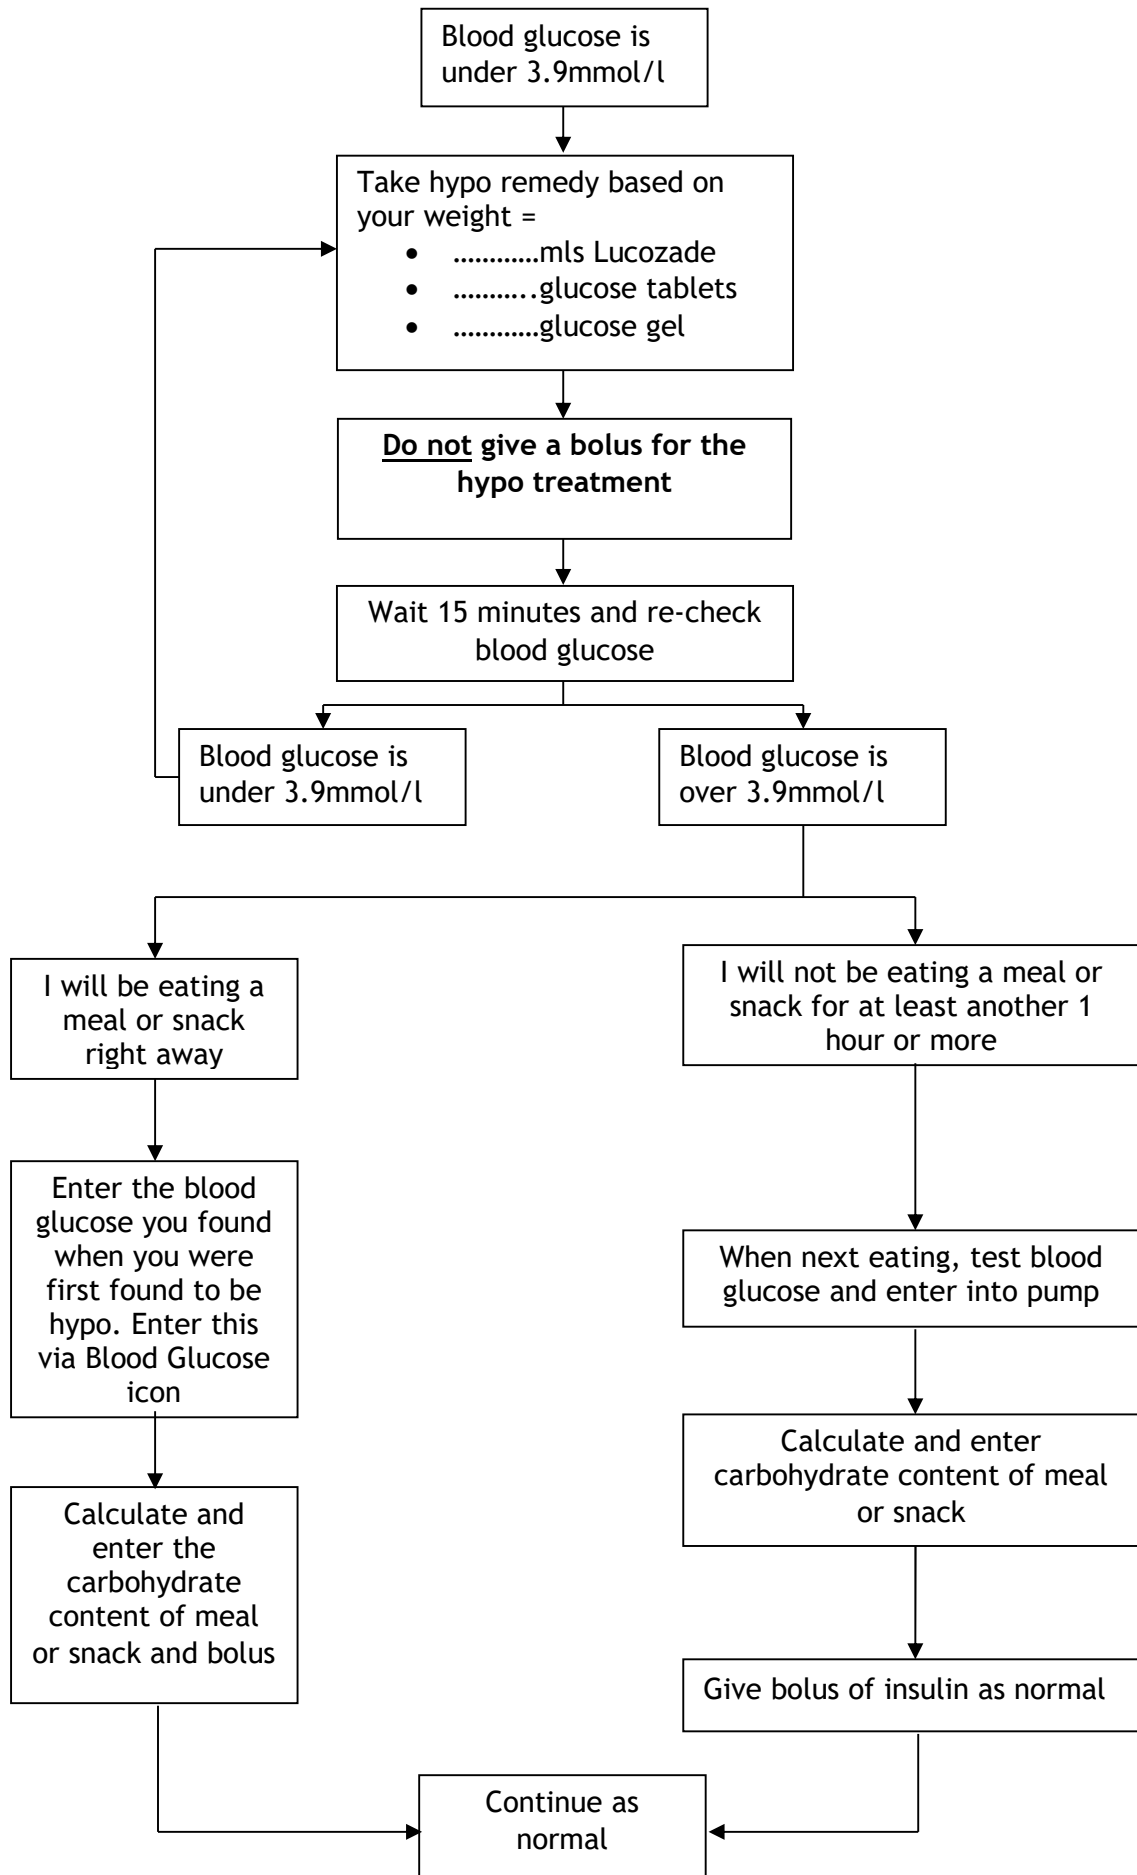 Blood glucose is
under 3.9mmol/l
Take hypo remedy based on
your weight =
• …………mls Lucozade
• ………..glucose tablets
• …………glucose gel
Do not give a bolus for the
hypo treatment
Wait 15 minutes and re-check
blood glucose
Blood glucose is
under 3.9mmol/l
Blood glucose is
over 3.9mmol/l
I will be eating a
meal or snack
right away
I will not be eating a meal or
snack for at least another 1
hour or more
Enter the blood
glucose you found
when you were
first found to be
hypo. Enter this
via Blood Glucose
icon
When next eating, test blood
glucose and enter into pump
Calculate and
enter the
carbohydrate
content of meal
or snack and bolus
Calculate and enter
carbohydrate content of meal
or snack
Give bolus of insulin as normal
Continue as
normal